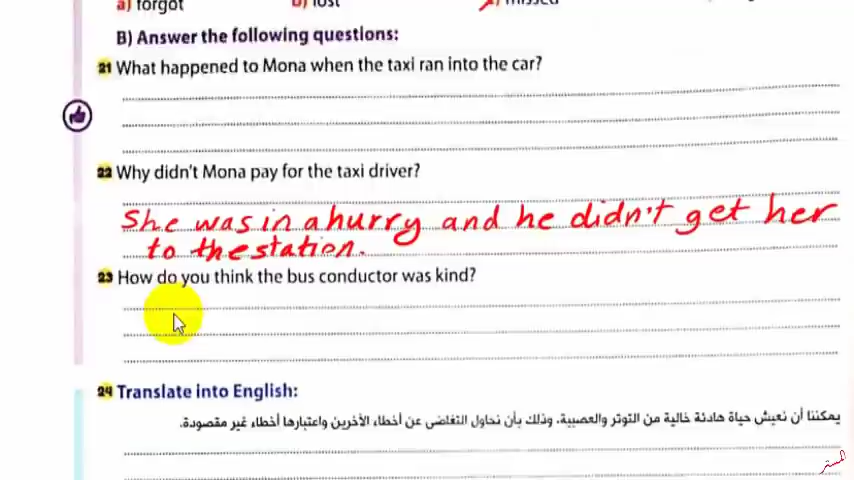 a) forgot b) lost missed
B) Answer the following questions:
21 What happened to Mona when the taxi ran into the car?
22 Why didn't Mona pay for the taxi driver?
She was in a hurry and he didn't get her
to the station.
23 How do you think the bus conductor was kind?
24 Translate into English:
يمكننا أن نعيش حياة هادئة خالية من التوتر والعصبية، وذلك بأن نحاول التغاضى عن أخطاء الآخرين واعتبارها أخطاء غير مقصودة.